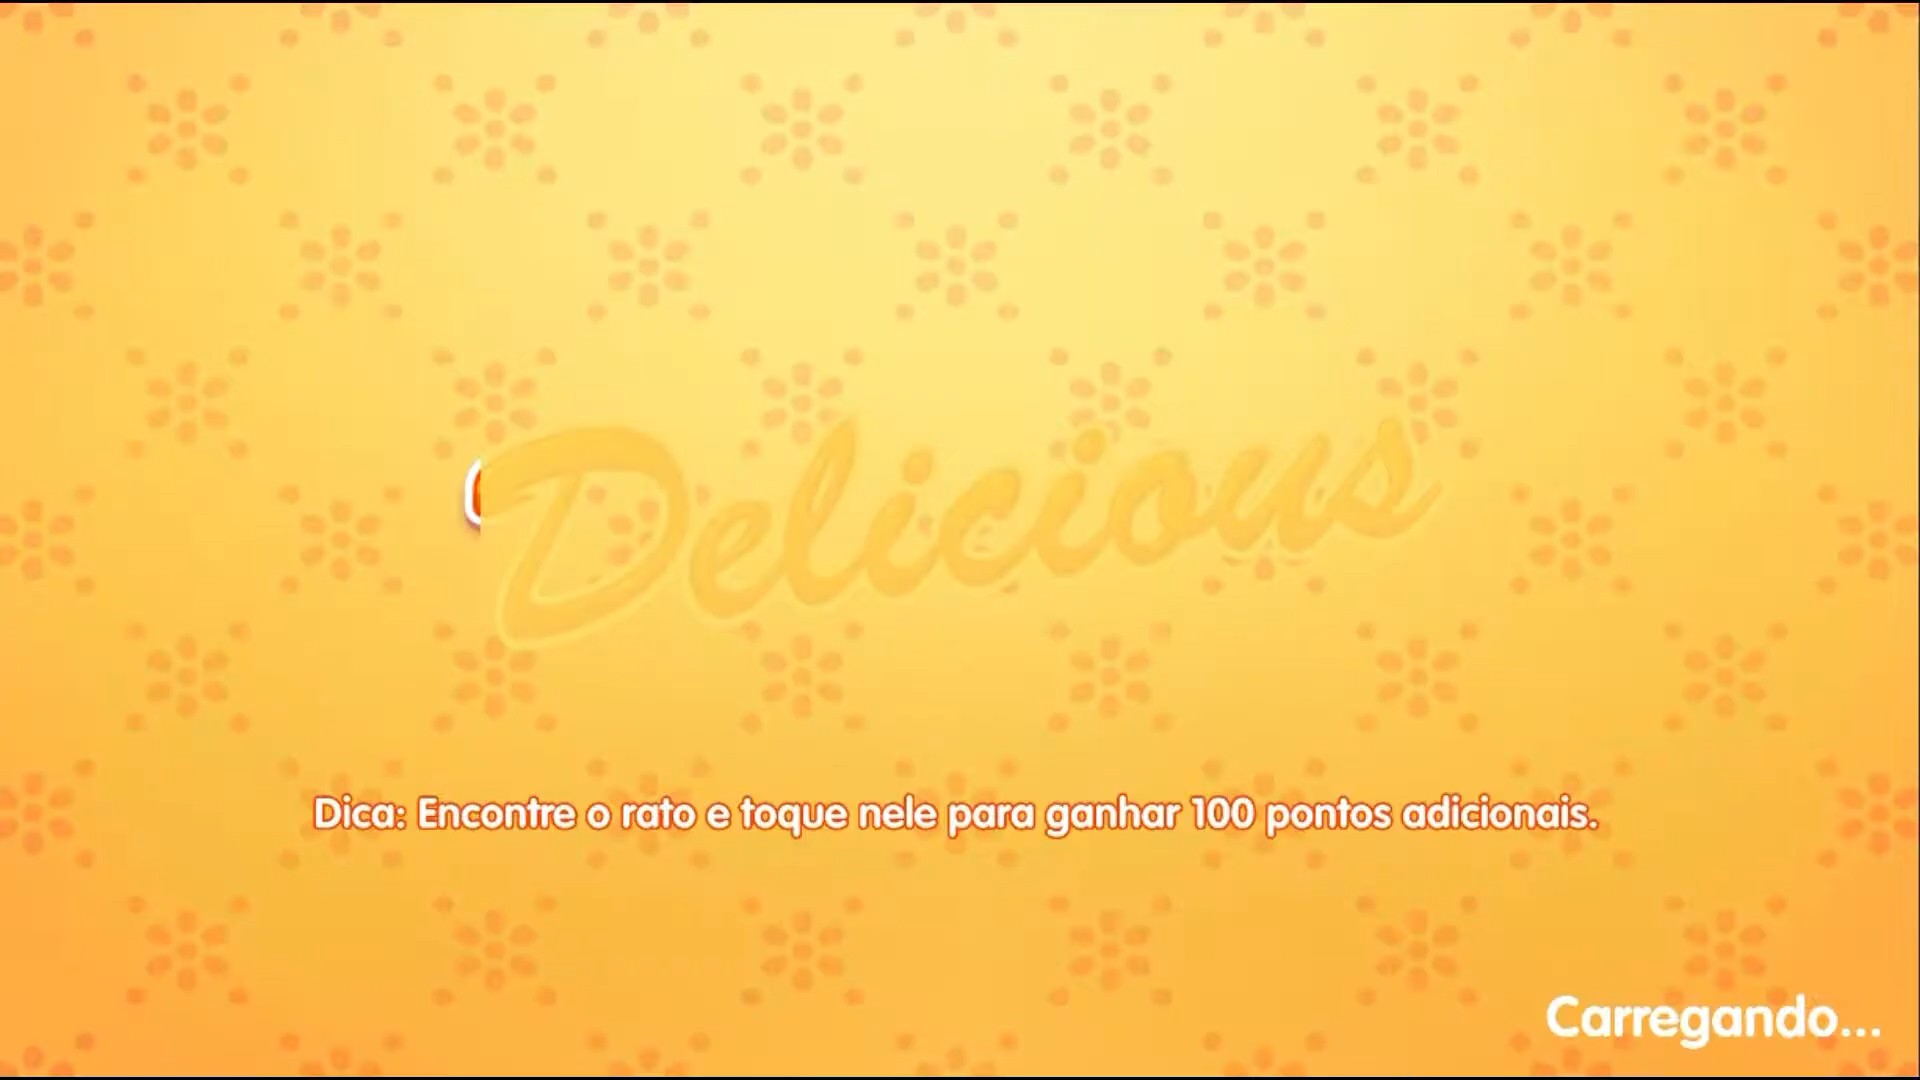 Delicious
Dica: Encontre o rato e toque nele para ganhar 100 pontos adicionais.
Carregando...